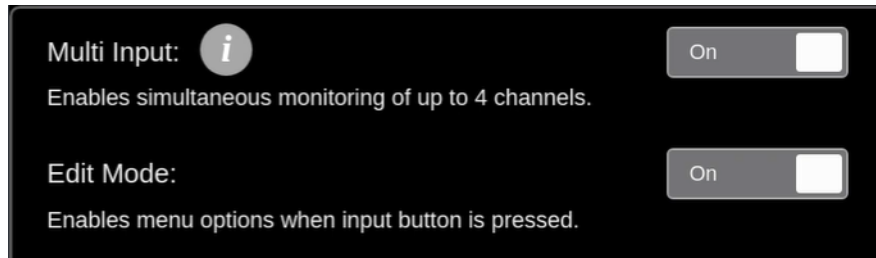 Multi Input: i On
Enables simultaneous monitoring of up to 4 channels.
Edit Mode: On
Enables menu options when input button is pressed.